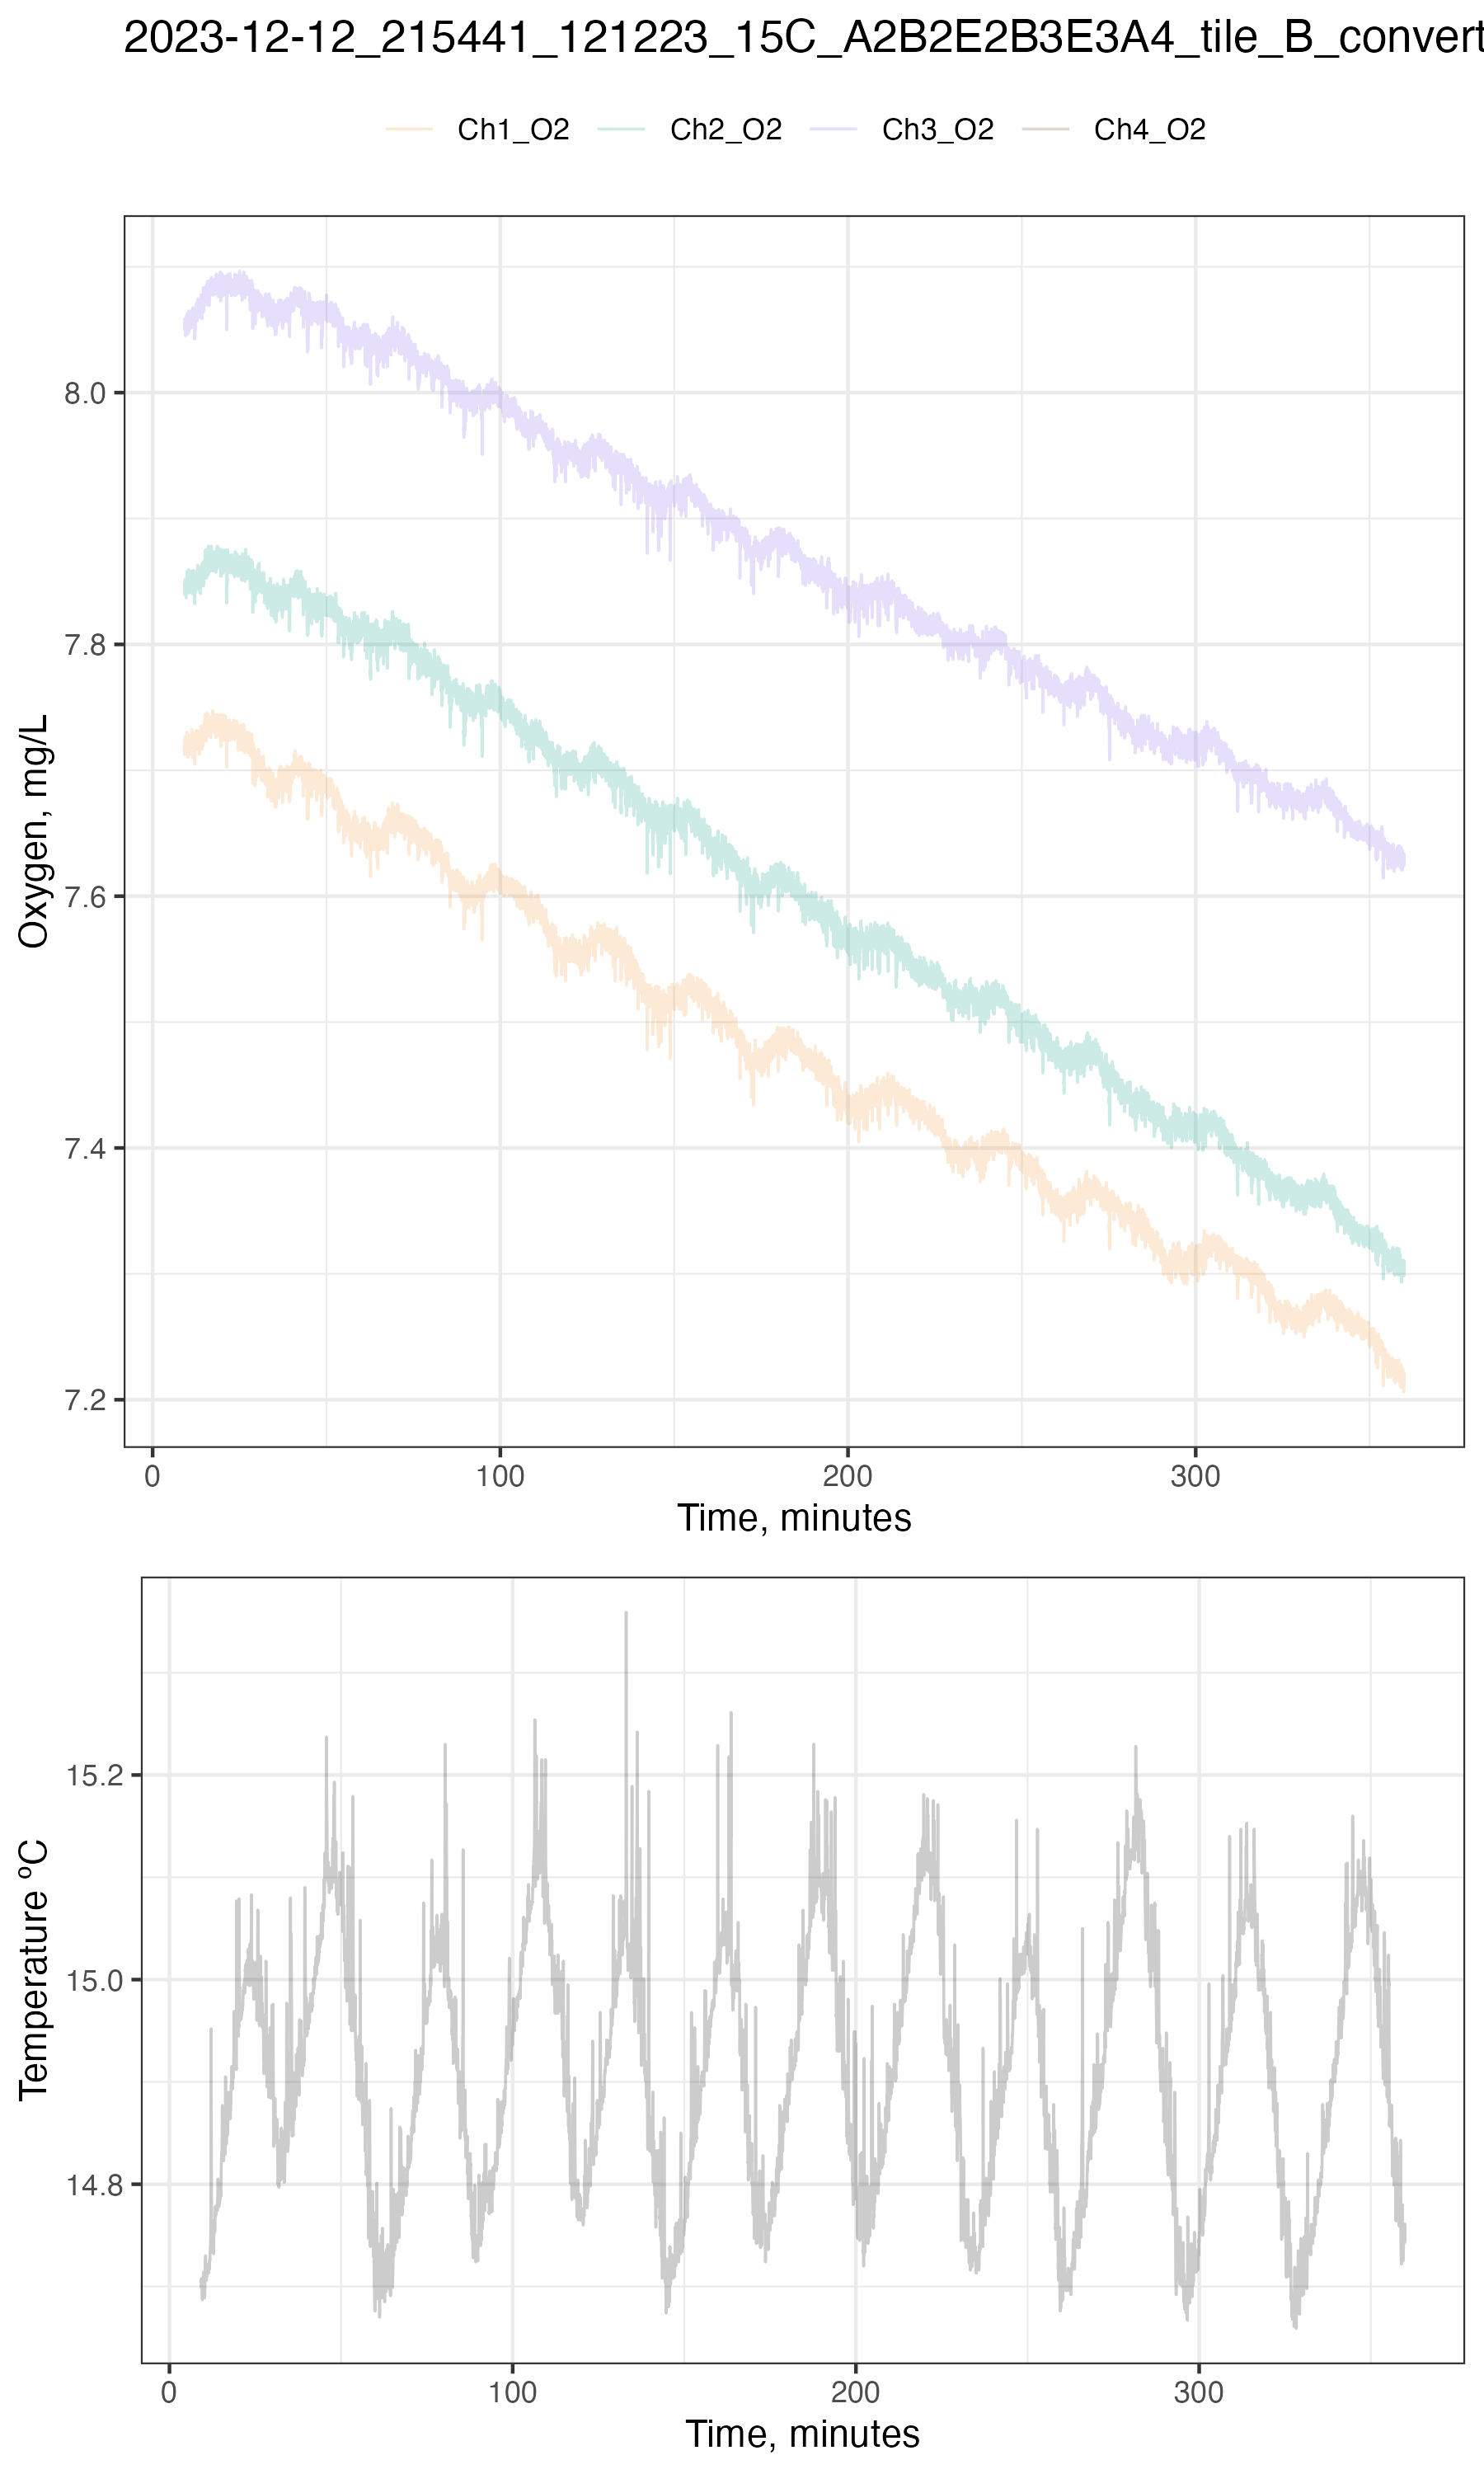 2023-12-12_215441_121223_15C_A2B2E2B3E3A4_tile_B_convert
Ch1_O2 Ch2_O2 Ch3_O2 Ch4_O2
Oxygen, mg/L
8.0
7.8
7.6
7.4
7.2
0 100 200 300
Time, minutes
Temperature ºC
15.2
15.0
14.8
0 100 200 300
Time, minutes